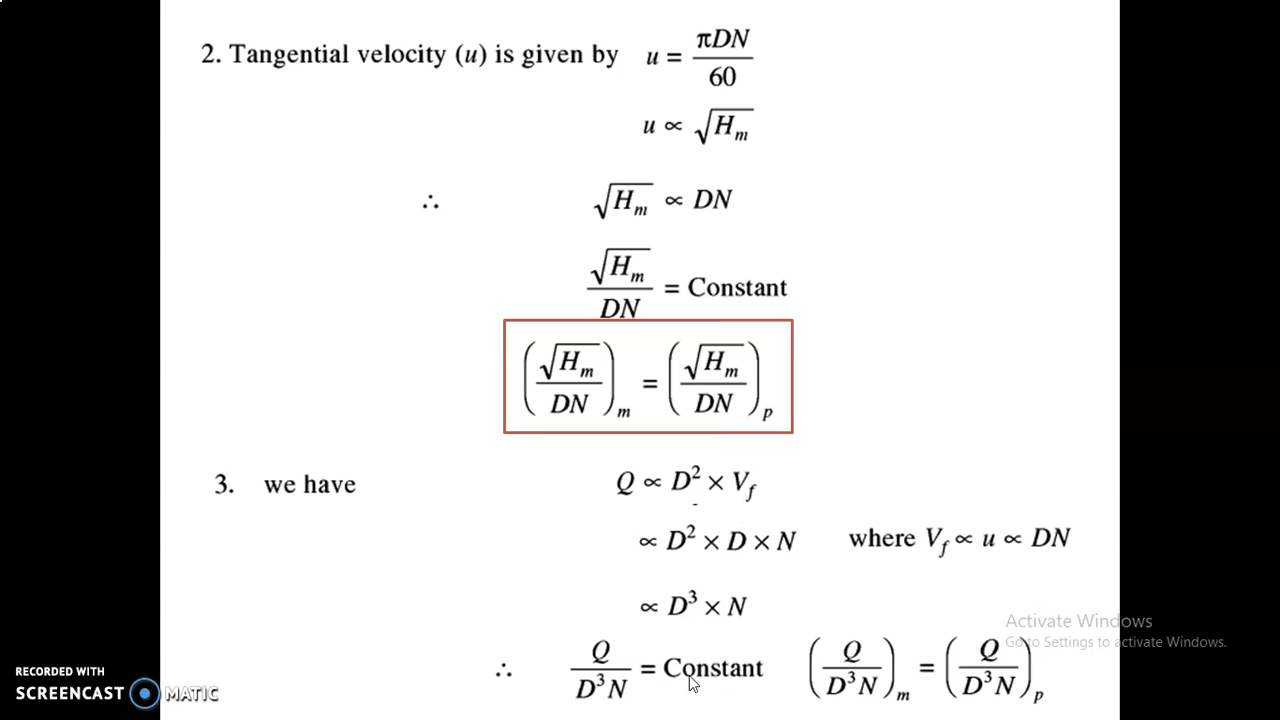 2. Tangential velocity (u) is given by u = πDN / 60
u ∝ √H_m
∴ √H_m ∝ DN
√H_m / DN = Constant
(√H_m / DN)_m = (√H_m / DN)_p
3. we have Q ∝ D² × V_f
∝ D² × D × N where V_f ∝ u ∝ DN
∝ D³ × N
∴ Q / D³N = Constant (Q / D³N)_m = (Q / D³N)_p
Activate Windows
Go to Settings to activate Windows.
RECORDED WITH
SCREENCAST MATIC